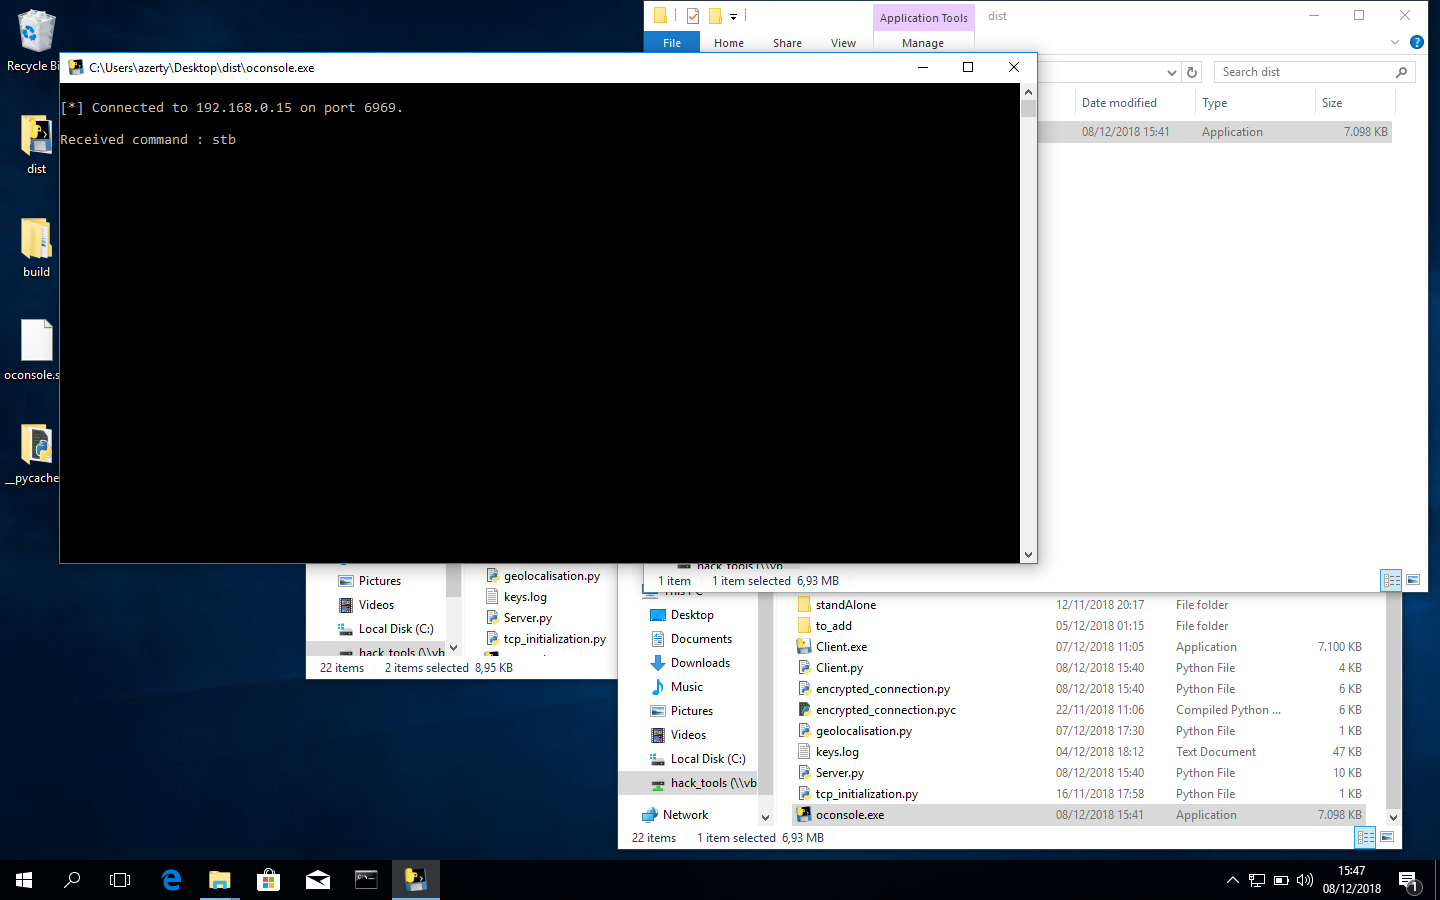 Recycle Bi
dist
build
oconsole.s
__pycache
Application Tools
dist
File
Home
Share
View
Manage
C:\Users\azerty\Desktop\dist\oconsole.exe
[*] Connected to 192.168.0.15 on port 6969.
Received command : stb
Search dist
Date modified
Type
Size
08/12/2018 15:41
Application
7.098 KB
hack_tools (\\vb
1 item
1 item selected 6,93 MB
Pictures
Videos
Local Disk (C:)
hack_tools (\\vb
geolocalisation.py
keys.log
Server.py
tcp_initialization.py
22 items
2 items selected 8,95 KB
This PC
Desktop
Documents
Downloads
Music
Pictures
Videos
Local Disk (C:)
hack_tools (\\vb
Network
standAlone 12/11/2018 20:17 File folder
to_add 05/12/2018 01:15 File folder
Client.exe 07/12/2018 11:05 Application 7.100 KB
Client.py 08/12/2018 15:40 Python File 4 KB
encrypted_connection.py 08/12/2018 15:40 Python File 6 KB
encrypted_connection.pyc 22/11/2018 11:06 Compiled Python ... 6 KB
geolocalisation.py 07/12/2018 17:30 Python File 1 KB
keys.log 04/12/2018 18:12 Text Document 47 KB
Server.py 08/12/2018 15:40 Python File 10 KB
tcp_initialization.py 16/11/2018 17:58 Python File 1 KB
oconsole.exe 08/12/2018 15:41 Application 7.098 KB
22 items
1 item selected 6,93 MB
15:47
08/12/2018
1